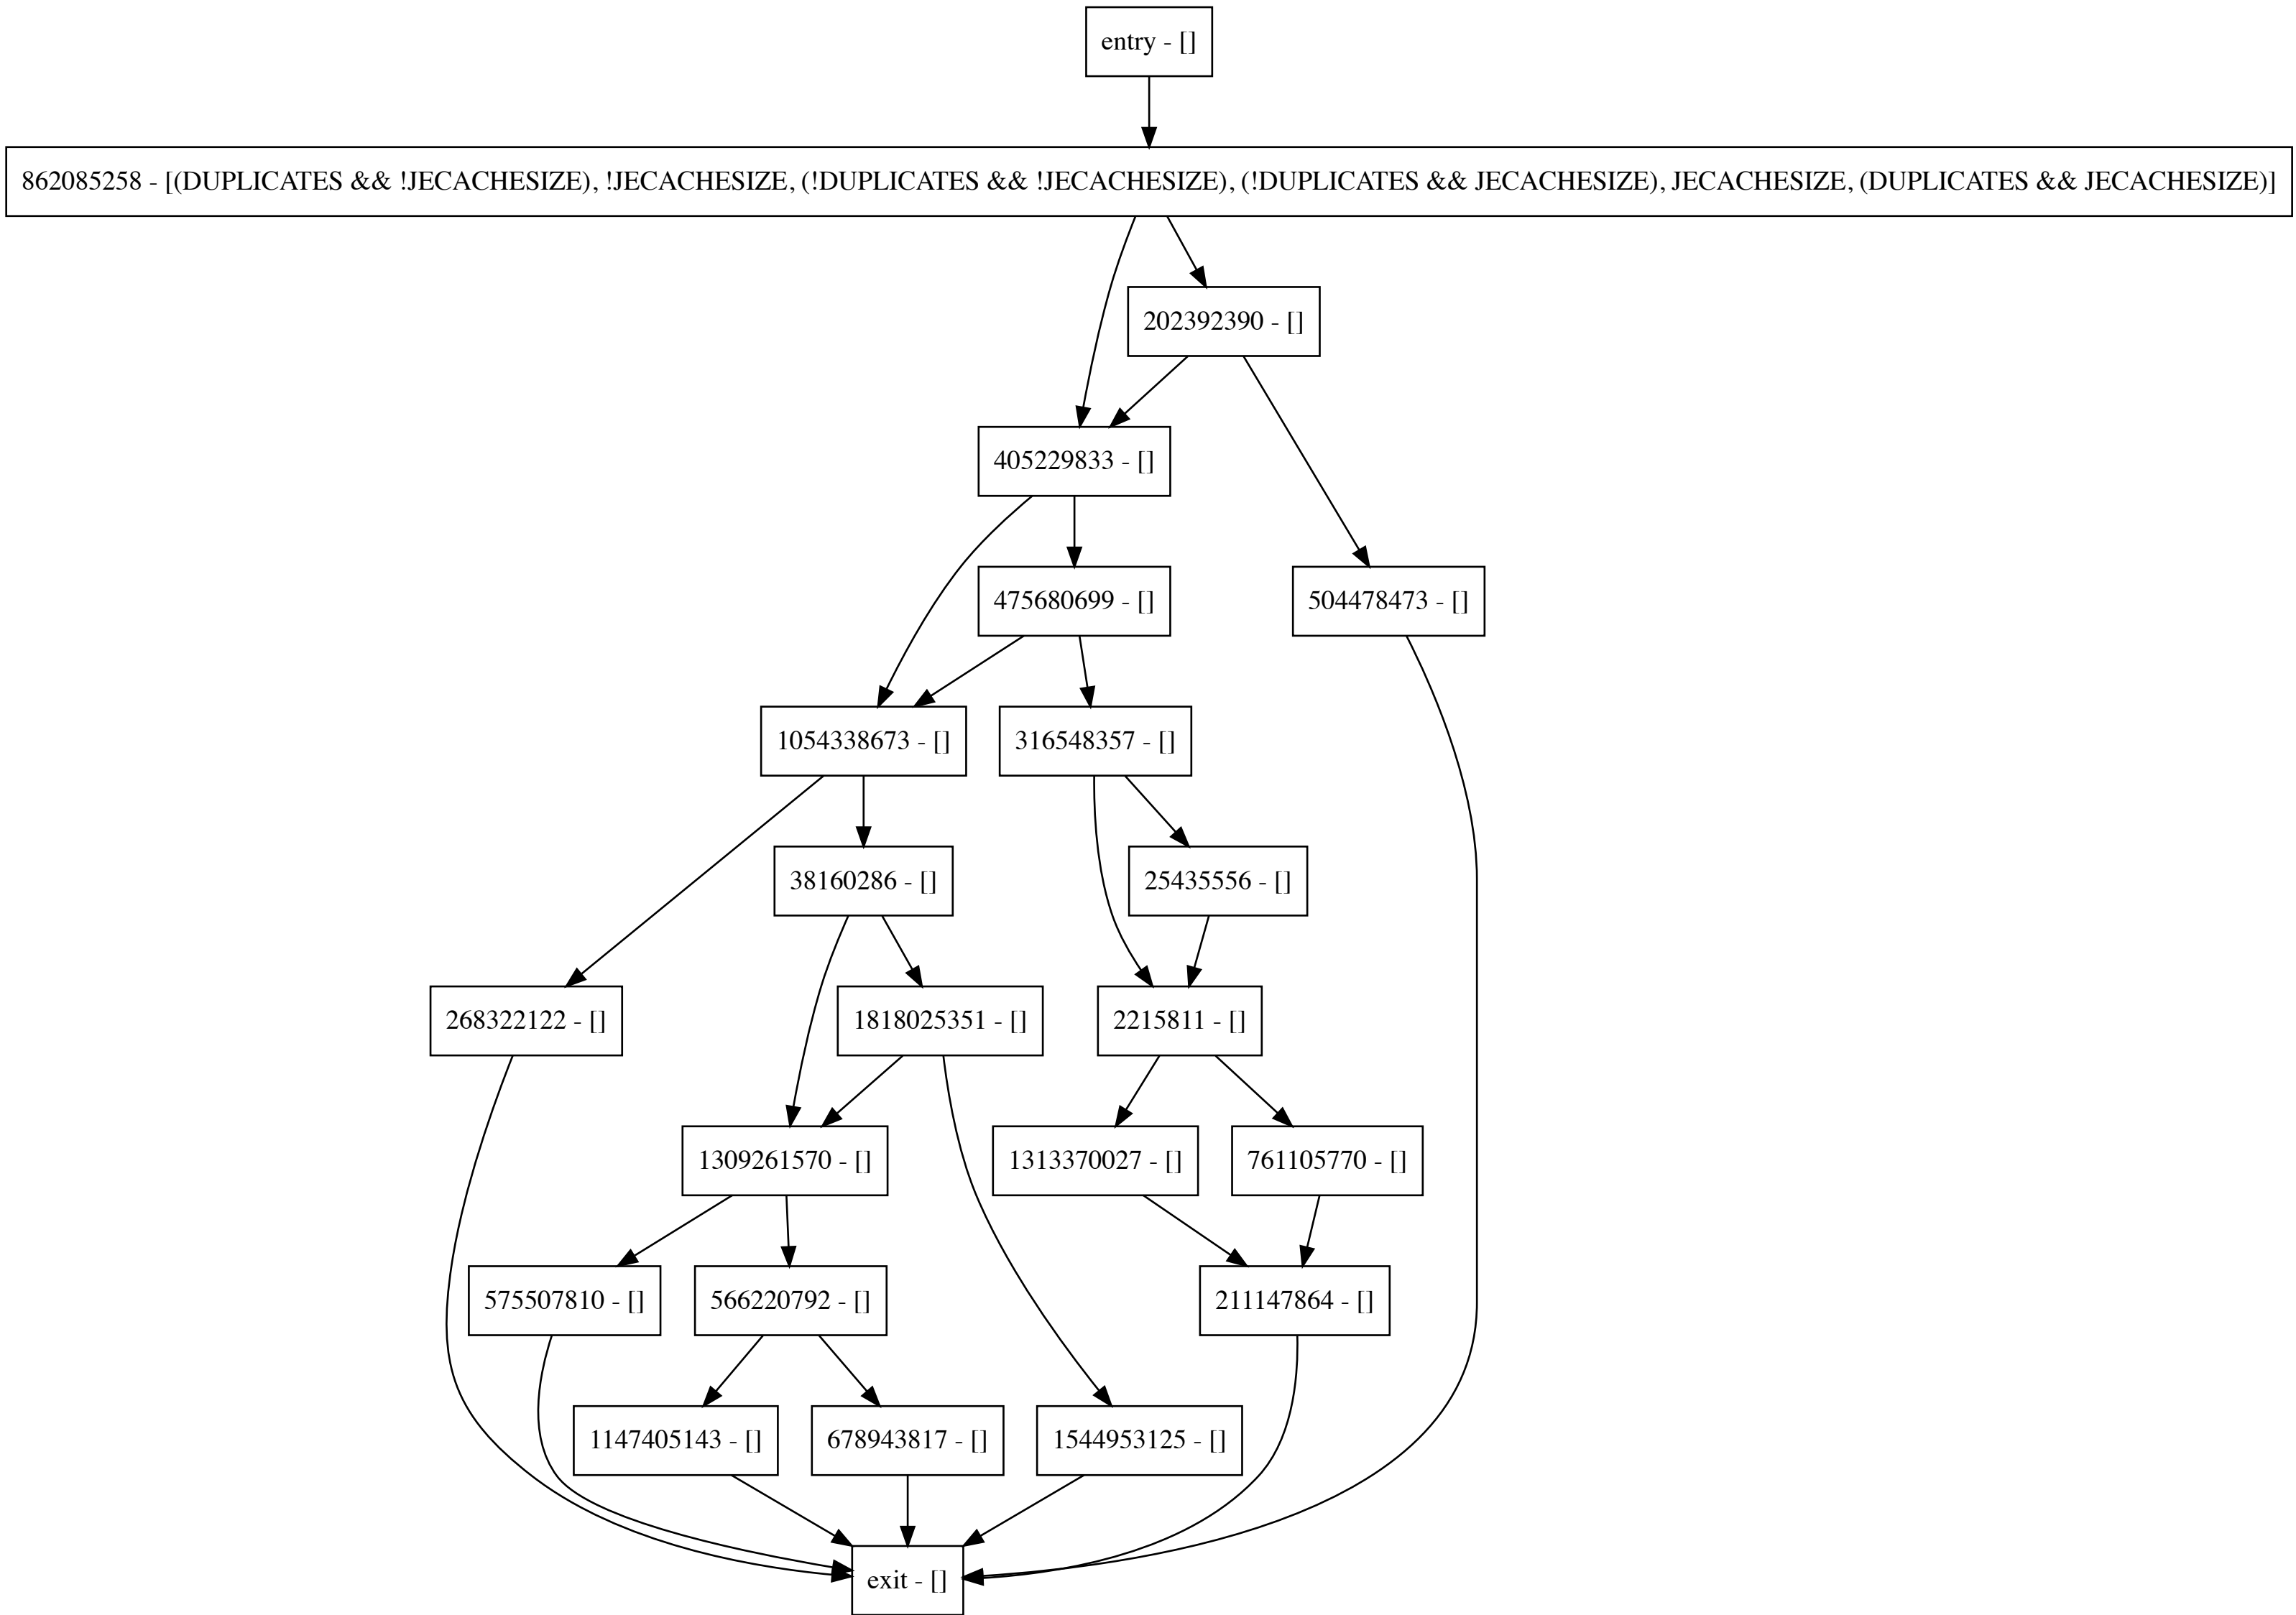 entry - []
862085258 - [(DUPLICATES && !JECACHESIZE), !JECACHESIZE, (!DUPLICATES && !JECACHESIZE), (!DUPLICATES && JECACHESIZE), JECACHESIZE, (DUPLICATES && JECACHESIZE)]
202392390 - []
405229833 - []
475680699 - []
504478473 - []
1054338673 - []
316548357 - []
38160286 - []
25435556 - []
268322122 - []
1818025351 - []
2215811 - []
1309261570 - []
1313370027 - []
761105770 - []
575507810 - []
566220792 - []
211147864 - []
1147405143 - []
678943817 - []
1544953125 - []
exit - []